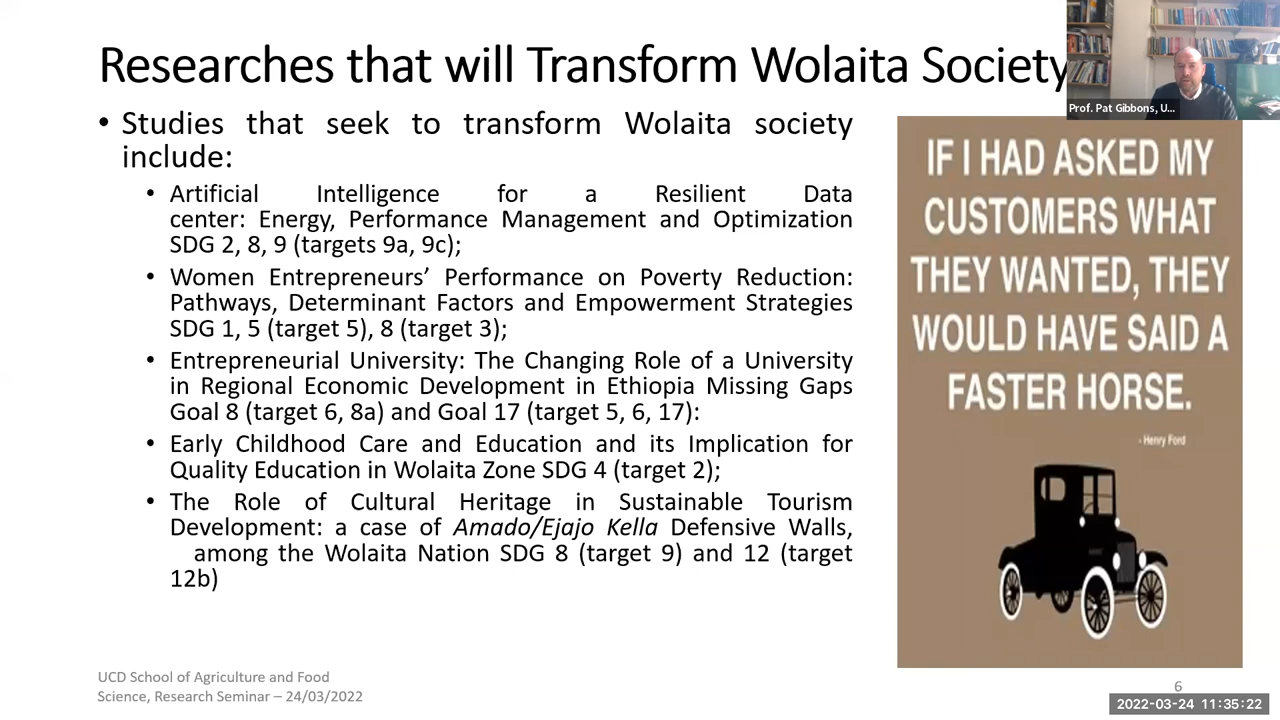 Researches that will Transform Wolaita Society
Prof. Pat Gibbons, U...
• Studies that seek to transform Wolaita society
include:
• Artificial Intelligence for a Resilient Data
center: Energy, Performance Management and Optimization
SDG 2, 8, 9 (targets 9a, 9c);
• Women Entrepreneurs’ Performance on Poverty Reduction:
Pathways, Determinant Factors and Empowerment Strategies
SDG 1, 5 (target 5), 8 (target 3);
• Entrepreneurial University: The Changing Role of a University
in Regional Economic Development in Ethiopia Missing Gaps
Goal 8 (target 6, 8a) and Goal 17 (target 5, 6, 17):
• Early Childhood Care and Education and its Implication for
Quality Education in Wolaita Zone SDG 4 (target 2);
• The Role of Cultural Heritage in Sustainable Tourism
Development: a case of Amado/Ejajo Kella Defensive Walls,
among the Wolaita Nation SDG 8 (target 9) and 12 (target
12b)
IF I HAD ASKED MY
CUSTOMERS WHAT
THEY WANTED, THEY
WOULD HAVE SAID A
FASTER HORSE.
- Henry Ford
UCD School of Agriculture and Food
Science, Research Seminar – 24/03/2022
6
2022-03-24 11:35:22